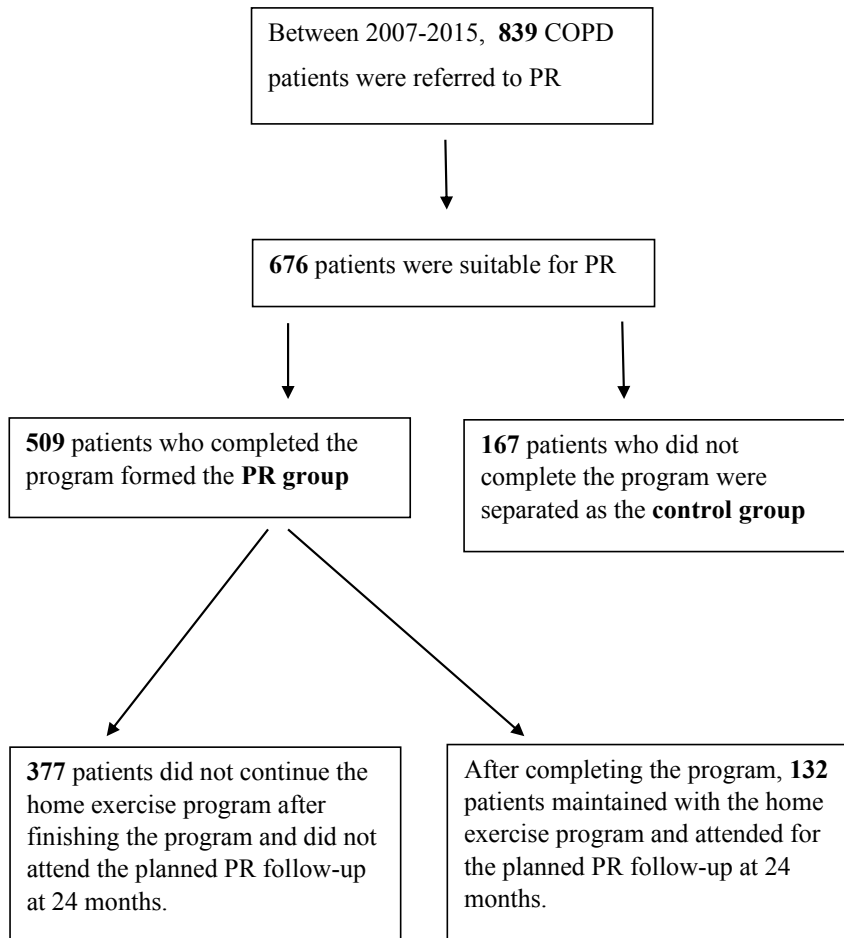 Between 2007-2015, 839 COPD
patients were referred to PR
676 patients were suitable for PR
509 patients who completed the
program formed the PR group
167 patients who did not
complete the program were
separated as the control group
377 patients did not continue the
home exercise program after
finishing the program and did not
attend the planned PR follow-up
at 24 months.
After completing the program, 132
patients maintained with the home
exercise program and attended for
the planned PR follow-up at 24
months.